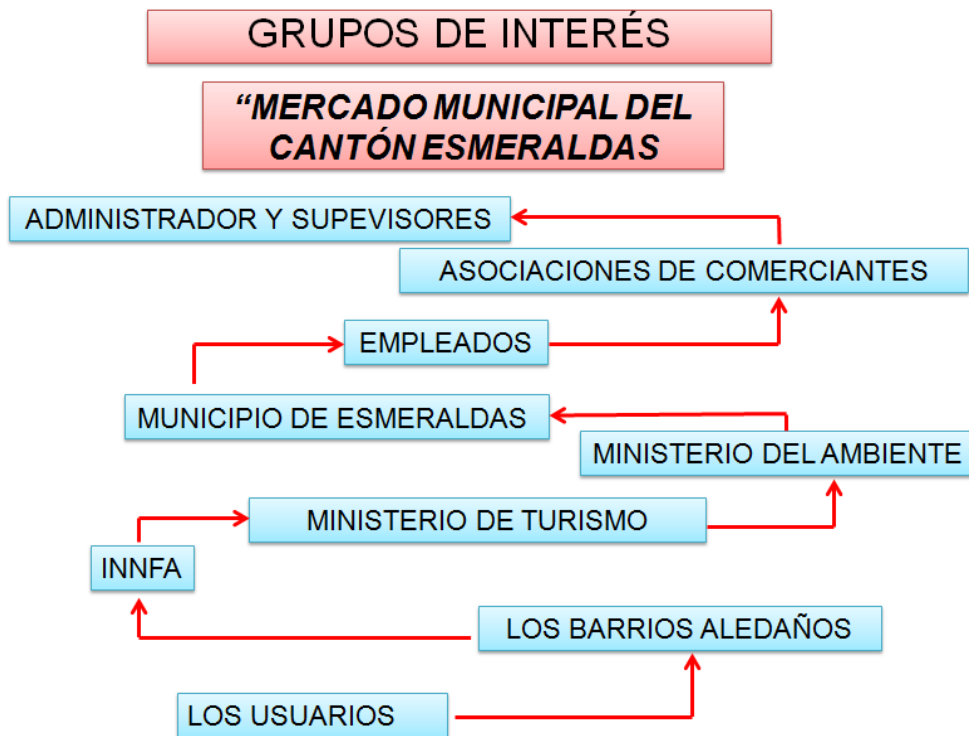 GRUPOS DE INTERÉS
“MERCADO MUNICIPAL DEL
CANTÓN ESMERALDAS
ADMINISTRADOR Y SUPEVISORES
ASOCIACIONES DE COMERCIANTES
EMPLEADOS
MUNICIPIO DE ESMERALDAS
MINISTERIO DEL AMBIENTE
MINISTERIO DE TURISMO
INNFA
LOS BARRIOS ALEDAÑOS
LOS USUARIOS